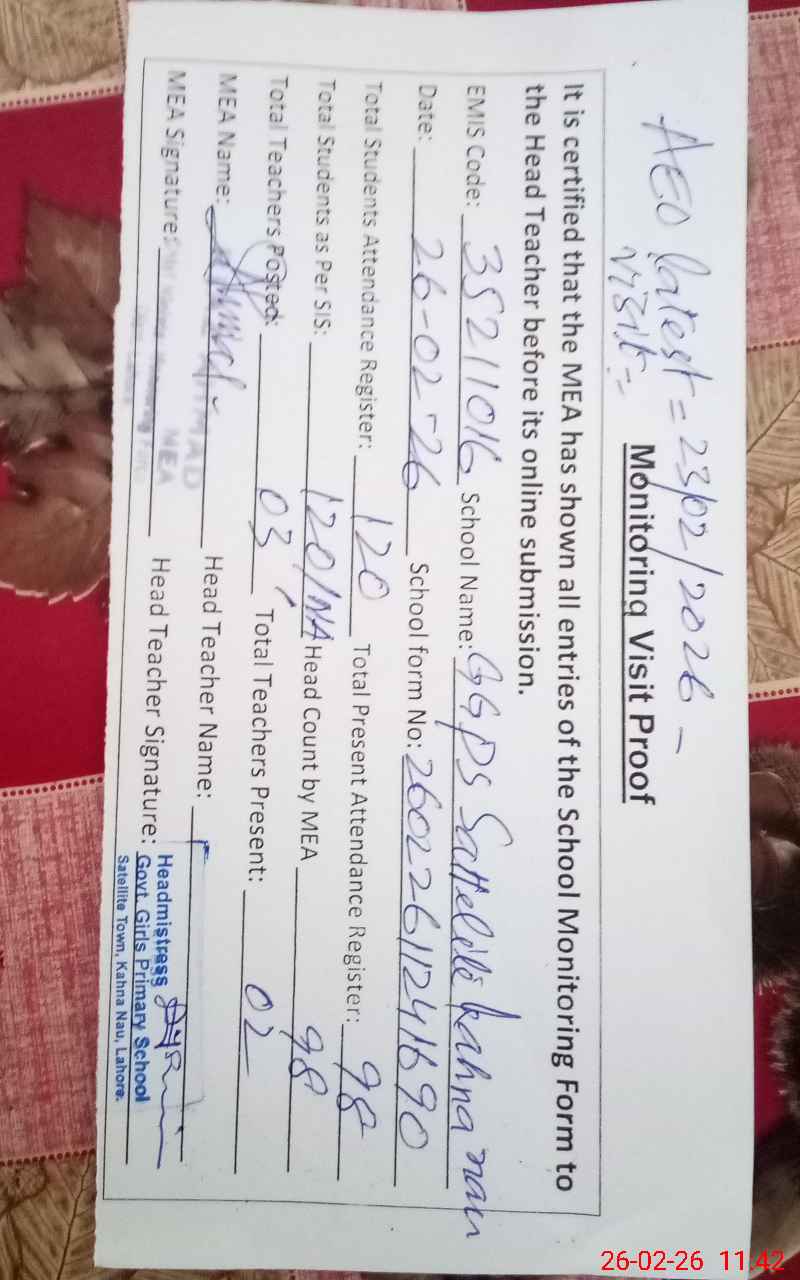 AEO latest = 23/02/2026 -
visit =
Monitoring Visit Proof
It is certified that the MEA has shown all entries of the School Monitoring Form to
the Head Teacher before its online submission.
EMIS Code: 35211016 School Name: GGPS Sattelite kahna nau
Date: 26-02-26 School form No: 26022611241690
Total Students Attendance Register: 120 Total Present Attendance Register: 98
Total Students as Per SIS: 120/NA Head Count by MEA 98
Total Teachers Posted: 03 Total Teachers Present: 02
MEA Name: Head Teacher Name:
MEA Signature: MEA Head Teacher Signature:
Headmistress
Govt. Girls Primary School
Satellite Town, Kahna Nau, Lahore.
26-02-26 11:42